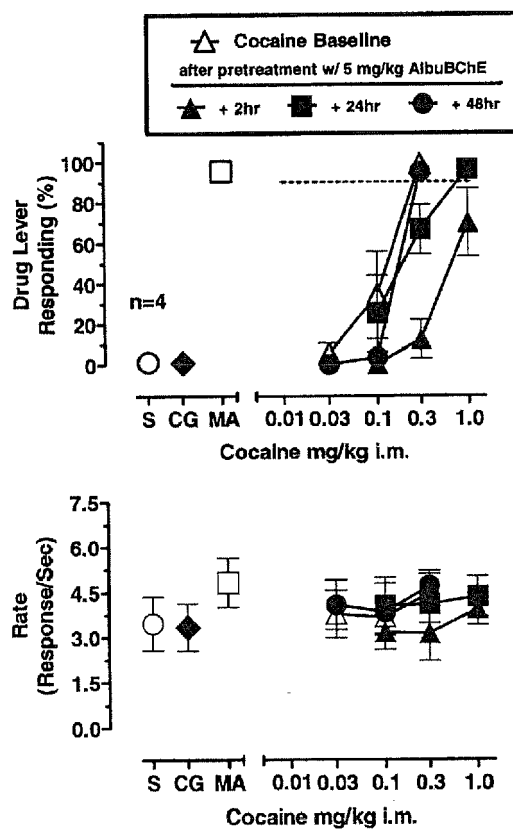 Cocaine Baseline
after pretreatment w/ 5 mg/kg AlbuBChE
+ 2hr + 24hr + 48hr
Drug Lever
Responding (%)
100
80
60
40
20
0
n=4
S CG MA 0.01 0.03 0.1 0.3 1.0
Cocaine mg/kg i.m.
Rate
(Response/Sec)
7.5
6.0
4.5
3.0
1.5
0.0
S CG MA 0.01 0.03 0.1 0.3 1.0
Cocaine mg/kg i.m.